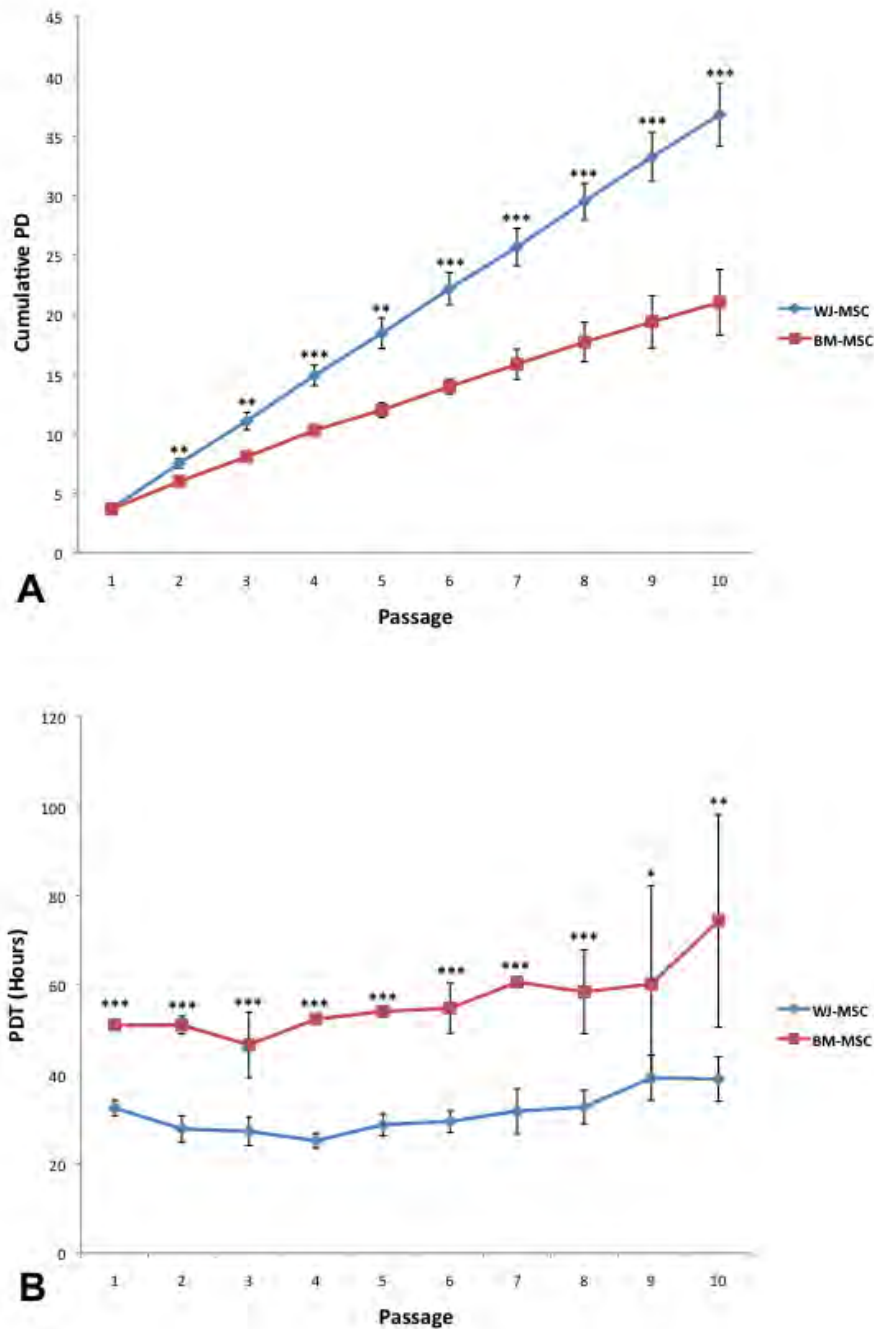 45
40
35
30
25
20
15
10
5
0
Cumulative PD
***
***
***
***
***
**
***
**
**
WJ-MSC
BM-MSC
1 2 3 4 5 6 7 8 9 10
A
Passage
120
100
80
60
40
20
0
PDT (Hours)
*** *** *** *** *** *** *** *** * **
WJ-MSC
BM-MSC
1 2 3 4 5 6 7 8 9 10
B
Passage